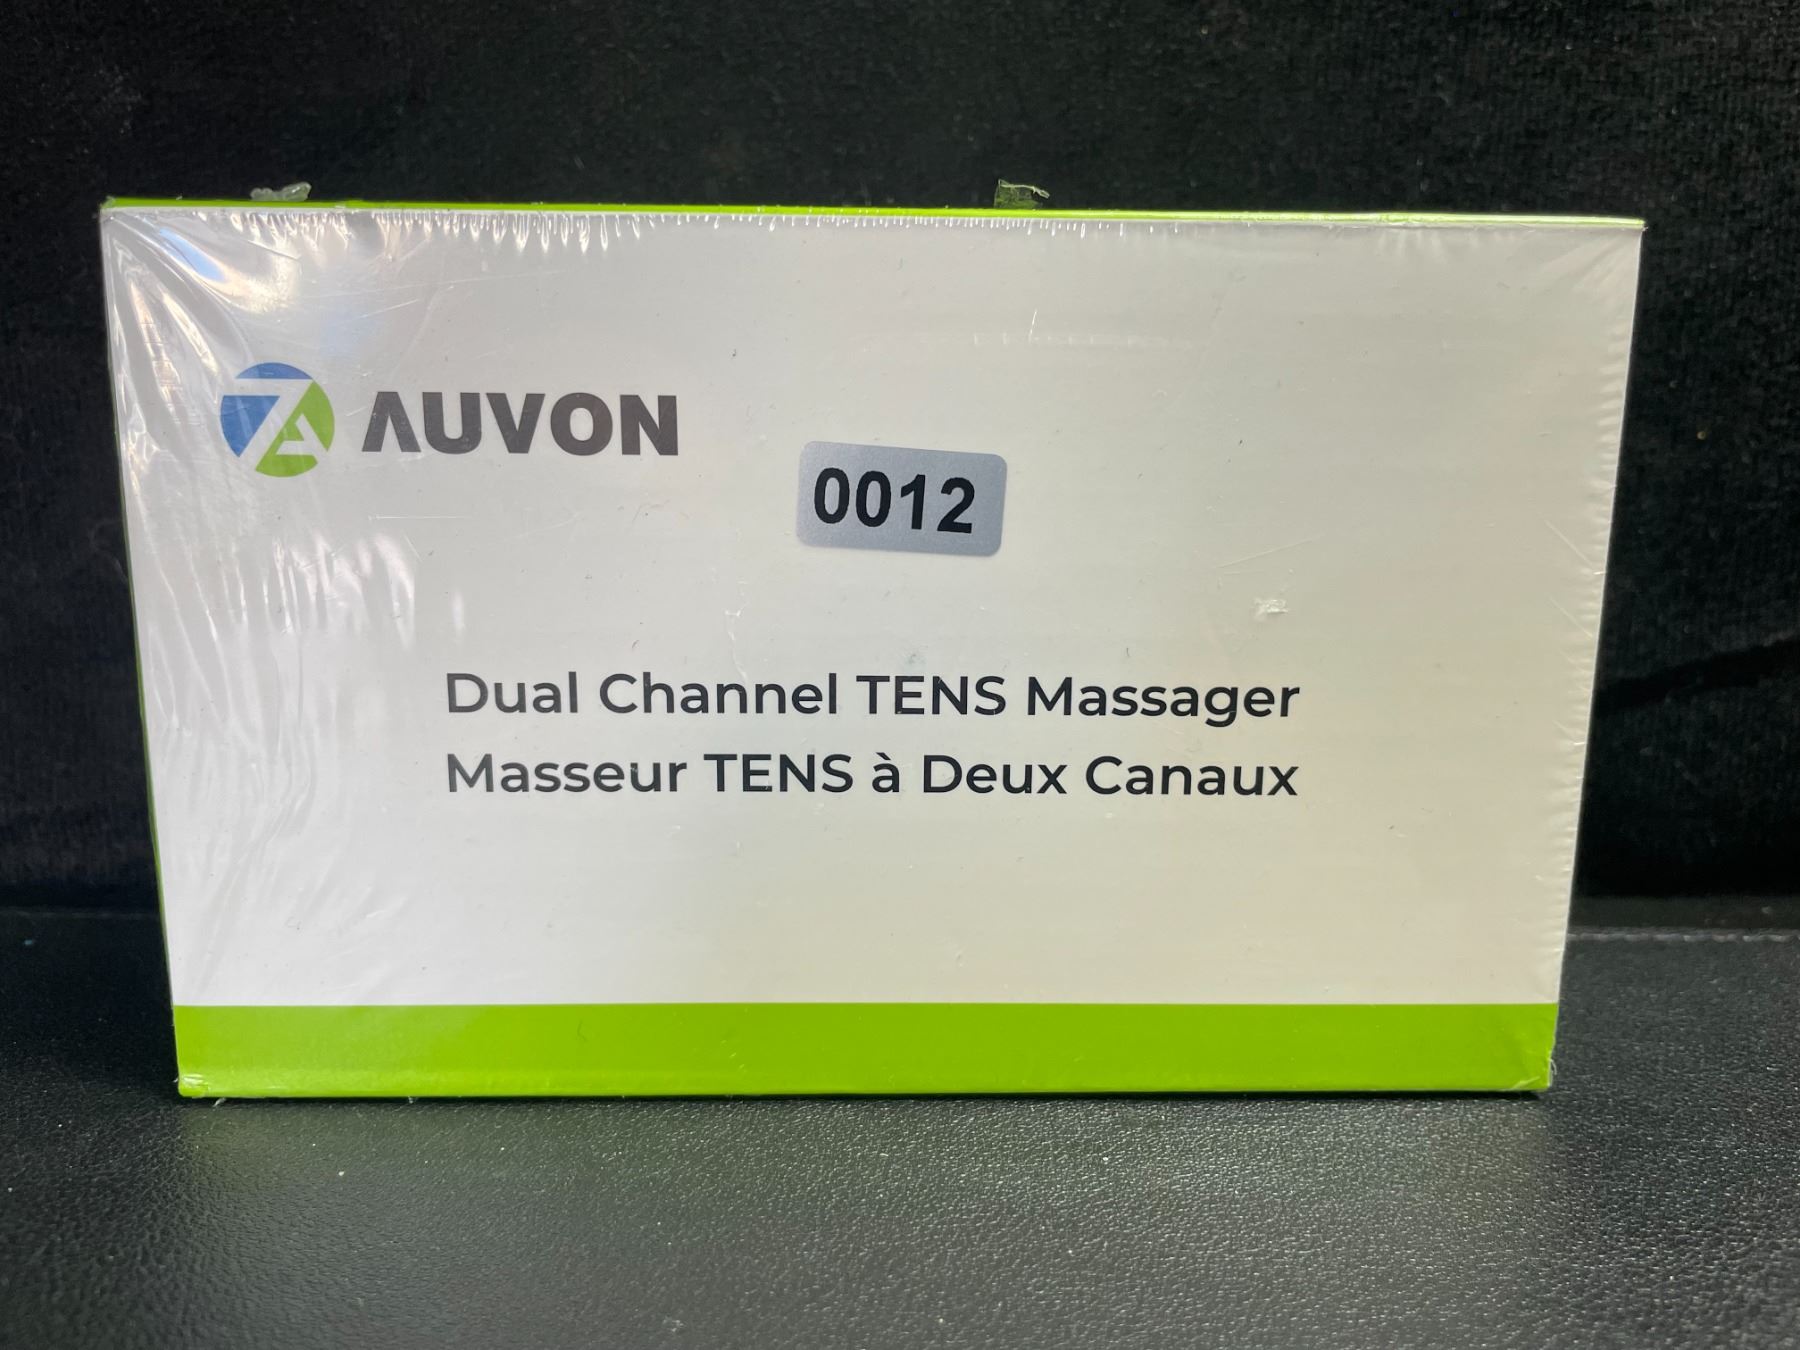 AUVON
0012
Dual Channel TENS Massager
Masseur TENS à Deux Canaux